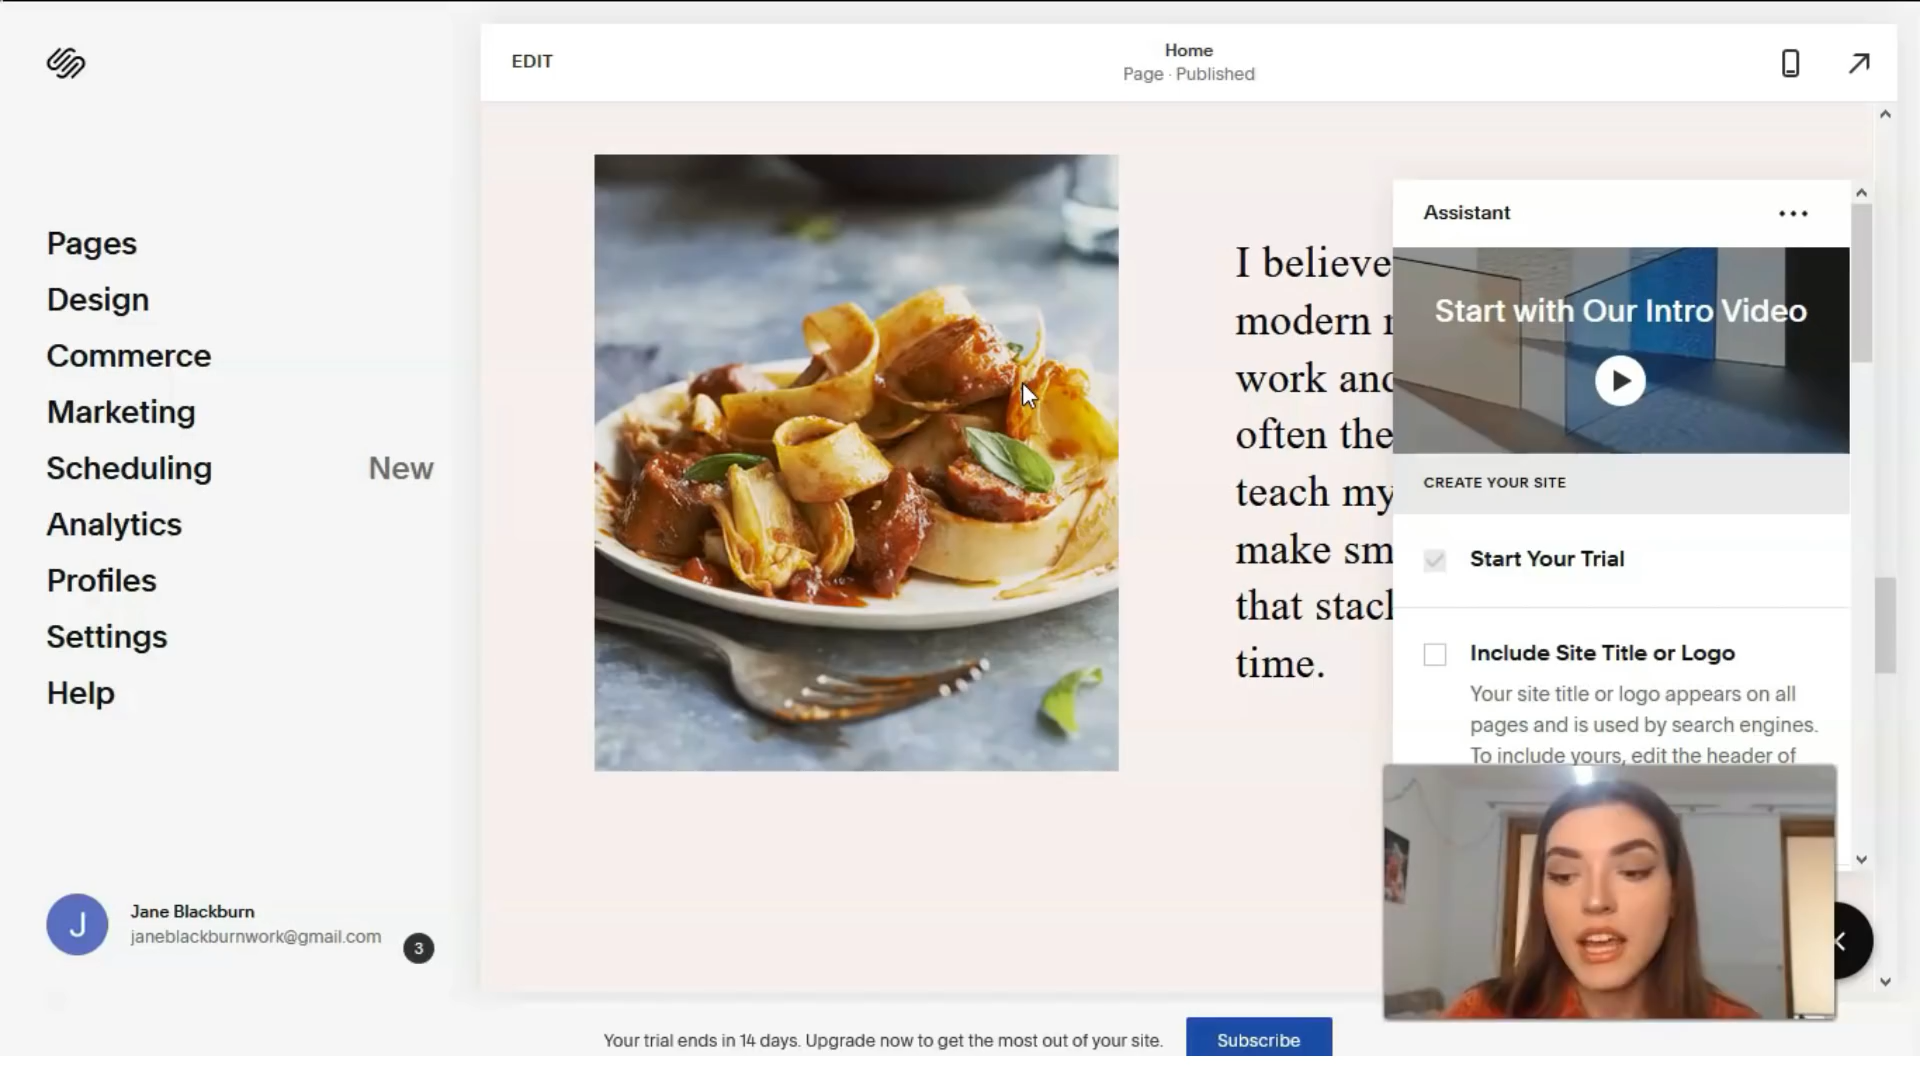 EDIT
Home
Page · Published
Pages
Design
Commerce
Marketing
Scheduling New
Analytics
Profiles
Settings
Help
Jane Blackburn
janeblackburnwork@gmail.com
3
I believe
modern
work and
often the
teach my
make sm
that stac
time.
Assistant
Start with Our Intro Video
CREATE YOUR SITE
Start Your Trial
Include Site Title or Logo
Your site title or logo appears on all
pages and is used by search engines.
To include yours, edit the header of
J
Your trial ends in 14 days. Upgrade now to get the most out of your site.
Subscribe